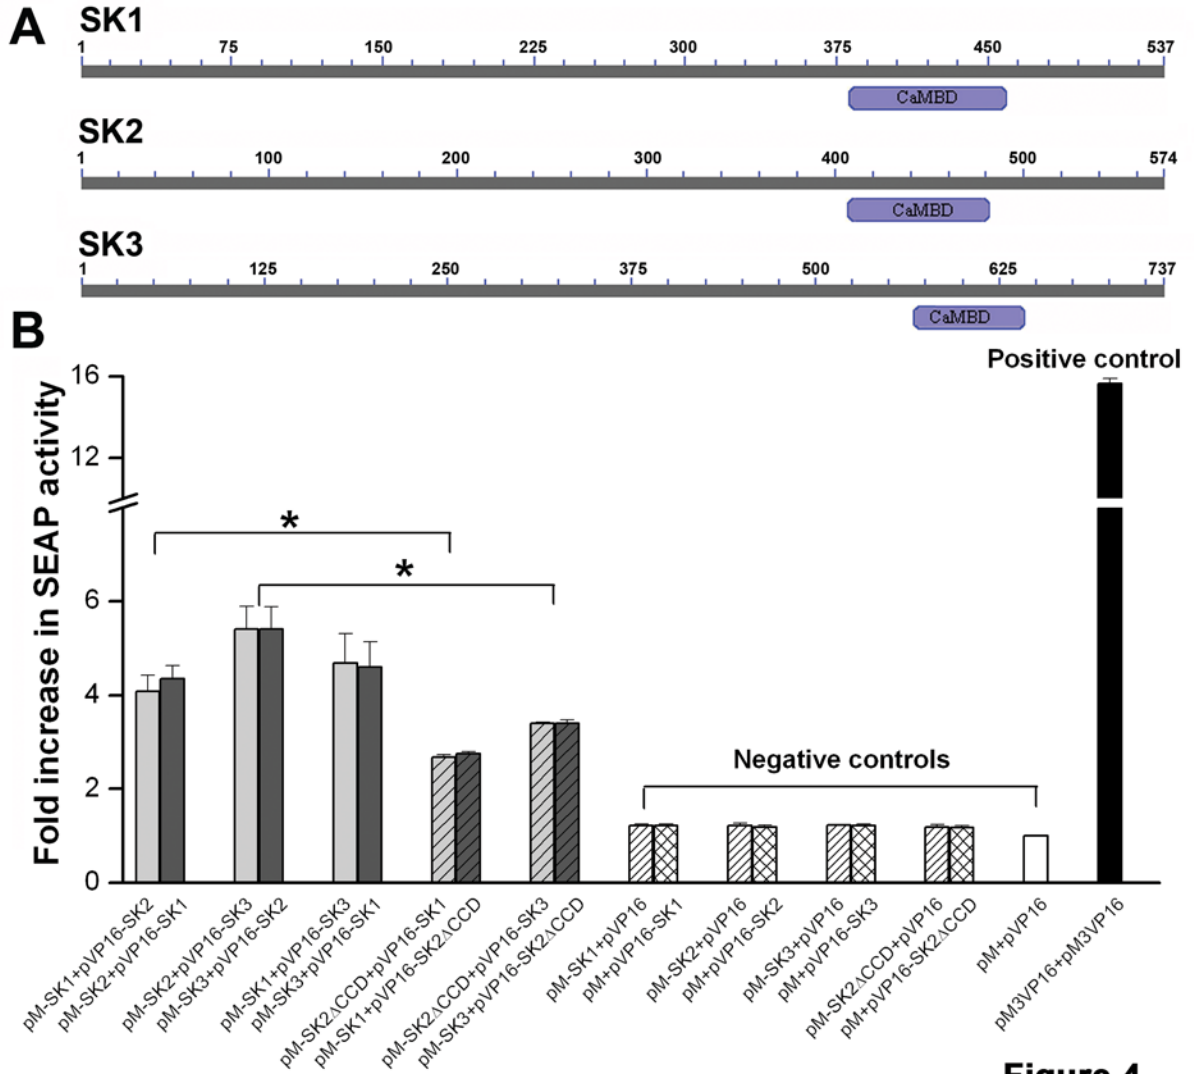 A
SK1
1 75 150 225 300 375 450 537
CaMBD
SK2
1 100 200 300 400 500 574
CaMBD
SK3
1 125 250 375 500 625 737
CaMBD
B
Positive control
Fold increase in SEAP activity
16
12
6
4
2
0
*
*
Negative controls
pM-SK1+pVP16-SK2
pM-SK2+pVP16-SK1
pM-SK2+pVP16-SK3
pM-SK3+pVP16-SK2
pM-SK1+pVP16-SK3
pM-SK3+pVP16-SK1
pM-SK2ΔCCD+pVP16-SK1
pM-SK1+pVP16-SK2ΔCCD
pM-SK2ΔCCD+pVP16-SK3
pM-SK3+pVP16-SK2ΔCCD
pM-SK1+pVP16
pM+pVP16-SK1
pM-SK2+pVP16
pM+pVP16-SK2
pM-SK3+pVP16
pM+pVP16-SK3
pM-SK2ΔCCD+pVP16
pM+pVP16-SK2ΔCCD
pM+pVP16
pM3VP16+pM3VP16
Figure 4